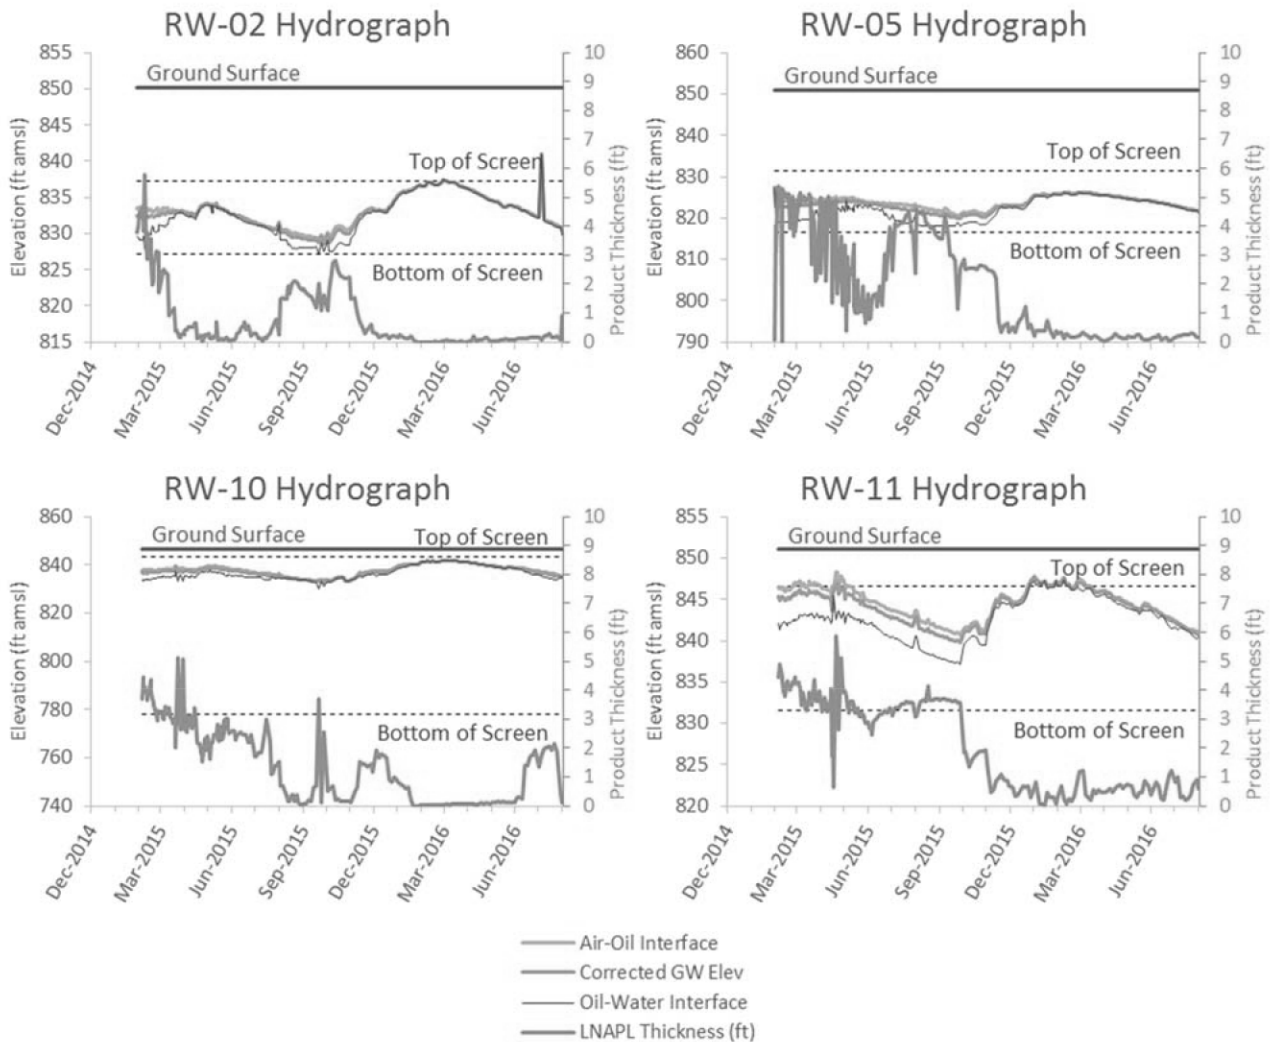 RW-02 Hydrograph
855
850
845
840
835
830
825
820
815
Elevation (ft amsl)
10
9
8
7
6
5
4
3
2
1
0
Product Thickness (ft)
Ground Surface
Top of Screen
Bottom of Screen
Dec-2014
Mar-2015
Jun-2015
Sep-2015
Dec-2015
Mar-2016
Jun-2016
RW-05 Hydrograph
860
850
840
830
820
810
800
790
Elevation (ft amsl)
10
9
8
7
6
5
4
3
2
1
0
Product Thickness (ft)
Ground Surface
Top of Screen
Bottom of Screen
Dec-2014
Mar-2015
Jun-2015
Sep-2015
Dec-2015
Mar-2016
Jun-2016
RW-10 Hydrograph
860
840
820
800
780
760
740
Elevation (ft amsl)
10
9
8
7
6
5
4
3
2
1
0
Product Thickness (ft)
Ground Surface
Top of Screen
Bottom of Screen
Dec-2014
Mar-2015
Jun-2015
Sep-2015
Dec-2015
Mar-2016
Jun-2016
RW-11 Hydrograph
855
850
845
840
835
830
825
820
Elevation (ft amsl)
10
9
8
7
6
5
4
3
2
1
0
Product Thickness (ft)
Ground Surface
Top of Screen
Bottom of Screen
Dec-2014
Mar-2015
Jun-2015
Sep-2015
Dec-2015
Mar-2016
Jun-2016
Air-Oil Interface
Corrected GW Elev
Oil-Water Interface
LNAPL Thickness (ft)